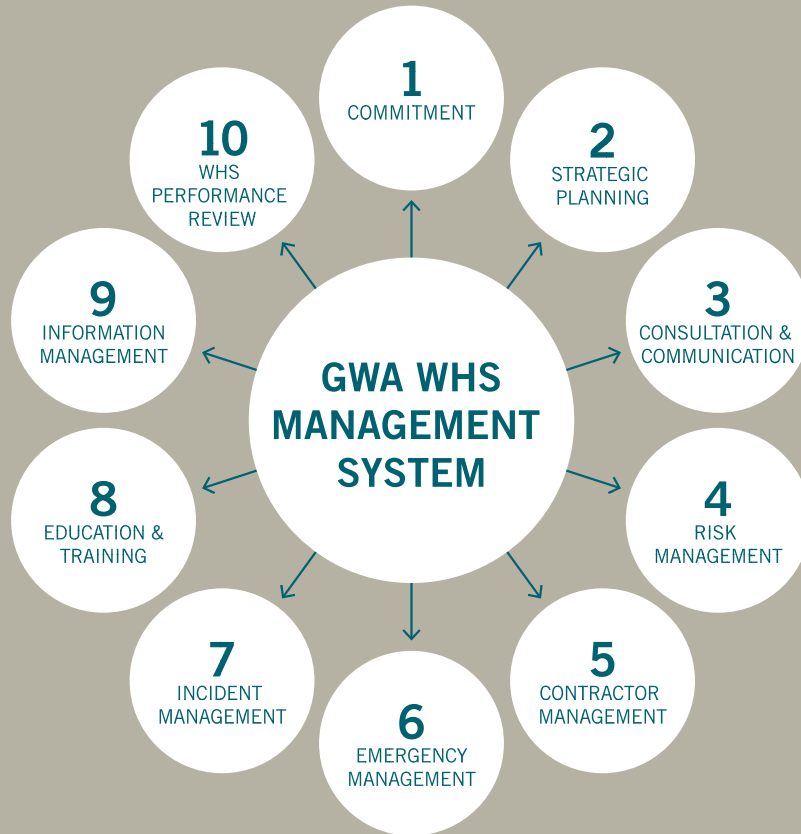 GWA WHS
MANAGEMENT
SYSTEM
1
COMMITMENT
2
STRATEGIC
PLANNING
3
CONSULTATION &
COMMUNICATION
4
RISK
MANAGEMENT
5
CONTRACTOR
MANAGEMENT
6
EMERGENCY
MANAGEMENT
7
INCIDENT
MANAGEMENT
8
EDUCATION &
TRAINING
9
INFORMATION
MANAGEMENT
10
WHS
PERFORMANCE
REVIEW